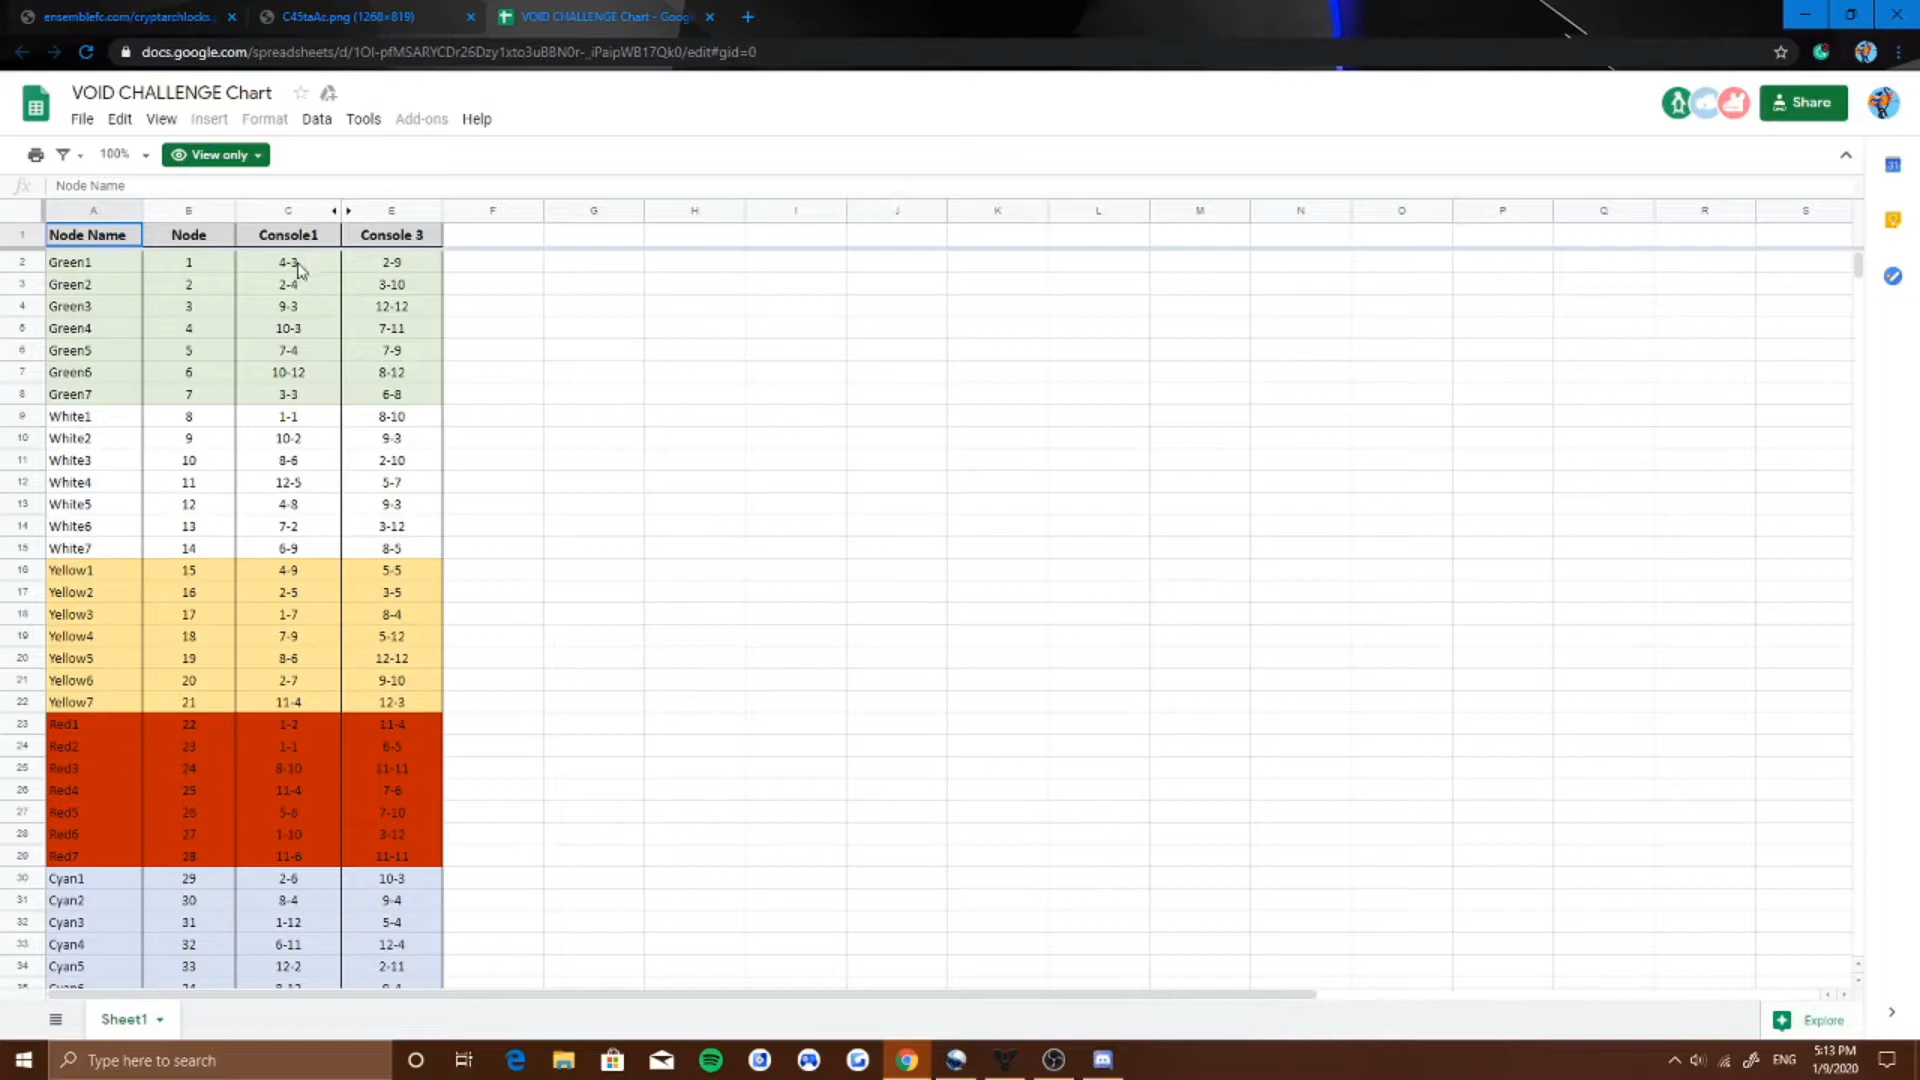 ensemblefc.com/cryptarchlocks
C45taAc.png (1268×819)
VOID CHALLENGE Chart - Goog
docs.google.com/spreadsheets/d/1OI-pfMSARYCDr26Dzy1xto3uBBN0r-_iPaipWB17Qk0/edit#gid=0
VOID CHALLENGE Chart
File Edit View Insert Format Data Tools Add-ons Help
Share
100% View only
31
fx Node Name
A B C E F G H I J K L M N O P Q R S
1 Node Name Node Console1 Console 3
2 Green1 1 4-3 2-9
3 Green2 2 2-4 3-10
4 Green3 3 9-3 12-12
5 Green4 4 10-3 7-11
6 Green5 5 7-4 7-9
7 Green6 6 10-12 8-12
8 Green7 7 3-3 6-8
9 White1 8 1-1 8-10
10 White2 9 10-2 9-3
11 White3 10 8-6 2-10
12 White4 11 12-5 5-7
13 White5 12 4-8 9-3
14 White6 13 7-2 3-12
15 White7 14 6-9 8-5
16 Yellow1 15 4-9 5-5
17 Yellow2 16 2-5 3-5
18 Yellow3 17 1-7 8-4
19 Yellow4 18 7-9 5-12
20 Yellow5 19 8-6 12-12
21 Yellow6 20 2-7 9-10
22 Yellow7 21 11-4 12-3
23 Red1 22 1-2 11-4
24 Red2 23 1-1 6-5
25 Red3 24 8-10 11-11
26 Red4 25 11-4 7-6
27 Red5 26 5-6 7-10
28 Red6 27 1-10 3-12
29 Red7 28 11-6 11-11
30 Cyan1 29 2-6 10-3
31 Cyan2 30 8-4 9-4
32 Cyan3 31 1-12 5-4
33 Cyan4 32 6-11 12-4
34 Cyan5 33 12-2 2-11
Sheet1
Explore
Type here to search
ENG
5:13 PM
1/9/2020